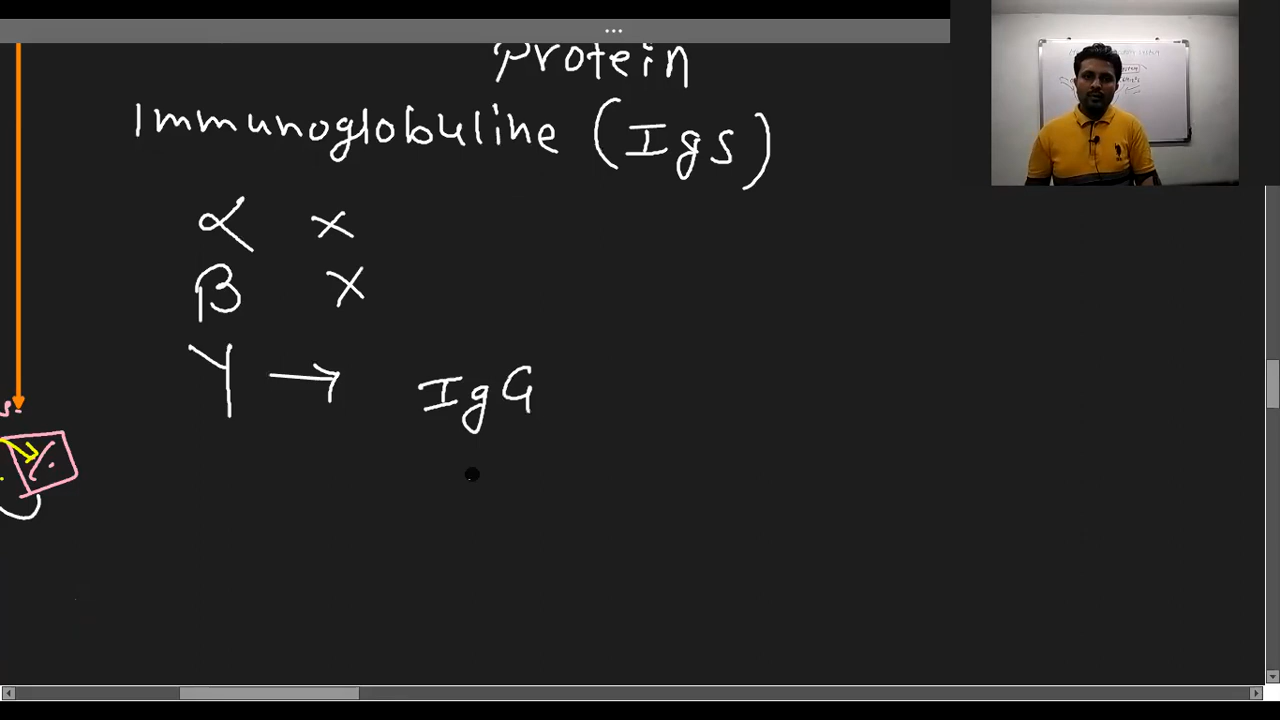 Protein
Immunoglobuline (Igs)
α ×
β ×
γ → IgG
s.